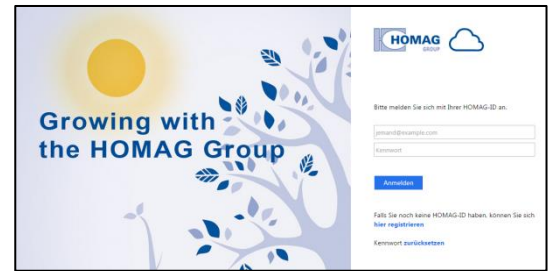 Growing with
the HOMAG Group
HOMAG
GROUP
Bitte melden Sie sich mit Ihrer HOMAG-ID an.
jemand@example.com
Kennwort
Anmelden
Falls Sie noch keine HOMAG-ID haben, können Sie sich
hier registrieren
Kennwort zurücksetzen